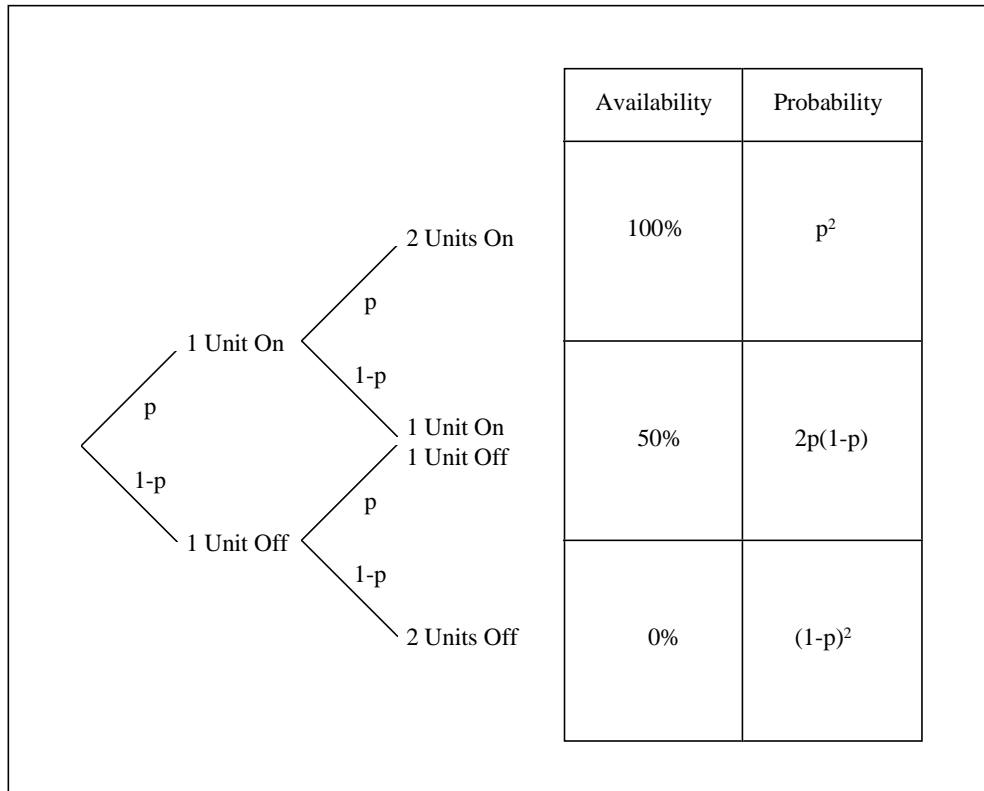 Availability Probability
2 Units On 100% p²
p
1 Unit On
1-p
p
1 Unit On
1 Unit Off
50% 2p(1-p)
1-p
p
1 Unit Off
1-p
2 Units Off 0% (1-p)²